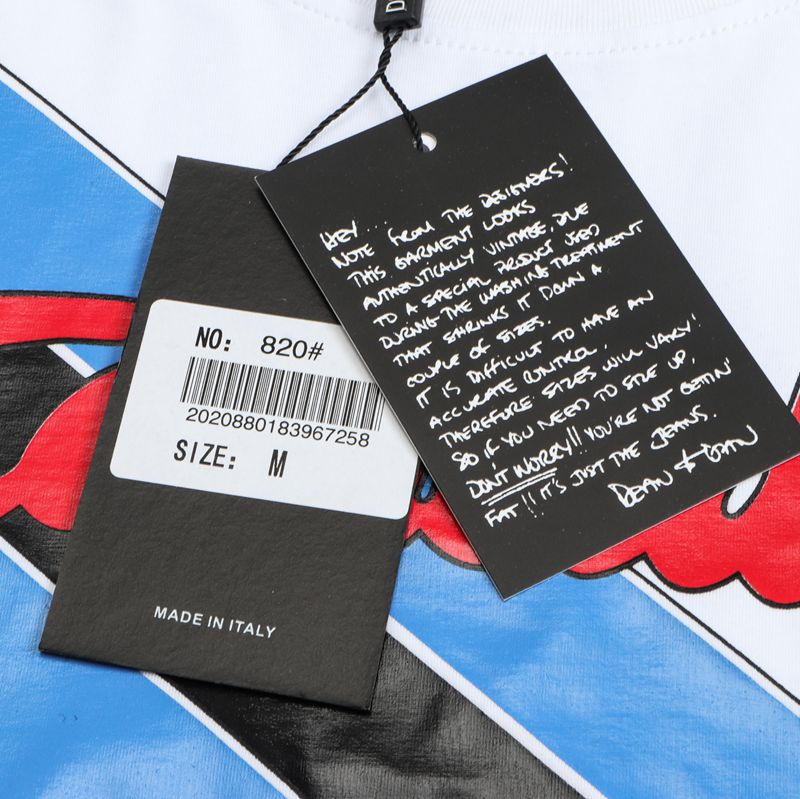 D
NO: 820#
2020880183967258
SIZE: M
MADE IN ITALY
HEY...
NOTE FROM THE DESIGNERS!
THIS GARMENT LOOKS
AUTHENTICALLY VINTAGE, DUE
TO A SPECIAL PRODUCT USED
DURING THE WASHING TREATMENT
THAT SHRINKS IT DOWN A
COUPLE OF SIZES.
IT IS DIFFICULT TO HAVE AN
ACCURATE CONTROL.
THEREFORE SIZES WILL VARY!
SO IF YOU NEED TO SIZE UP,
DON'T WORRY!! YOU'RE NOT GETTIN'
FAT!! IT'S JUST THE JEANS.
DEAN & DAN